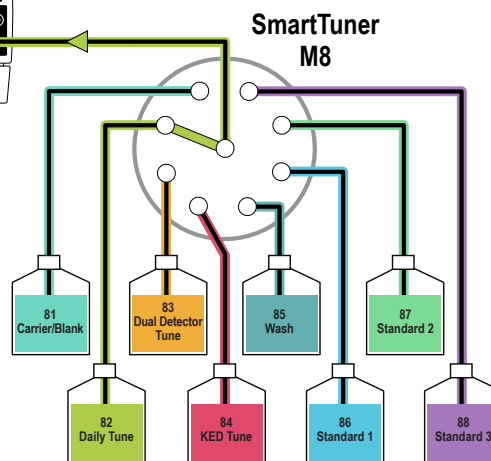 SmartTuner
M8
81
Carrier/Blank
83
Dual Detector
Tune
85
Wash
87
Standard 2
82
Daily Tune
84
KED Tune
86
Standard 1
88
Standard 3